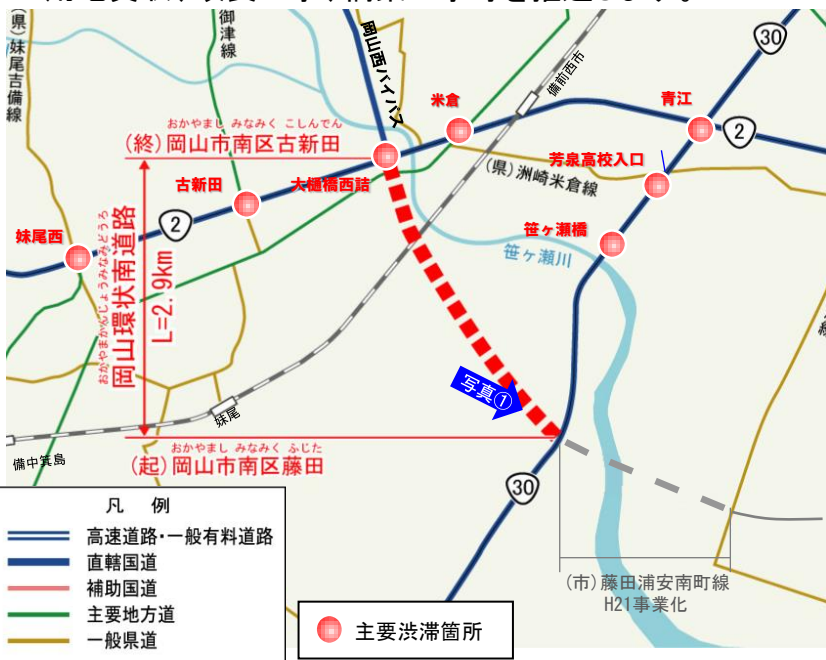 (県)妹尾吉備線
御津線
岡山西バイパス
備前西市
30
青江
米倉
2
おかやまし みなみく こしんでん
(終)岡山市南区古新田
芳泉高校入口
(県)洲崎米倉線
古新田
大樋橋西詰
妹尾西
2
笹ヶ瀬橋
笹ヶ瀬川
おかやまかんじょうみなみどうろ
岡山環状南道路
L=2.9km
写真①
妹尾
おかやまし みなみく ふじた
(起)岡山市南区藤田
備中箕島
30
凡 例
高速道路・一般有料道路
直轄国道
補助国道
主要地方道
一般県道
主要渋滞箇所
(市)藤田浦安南町線
H21事業化